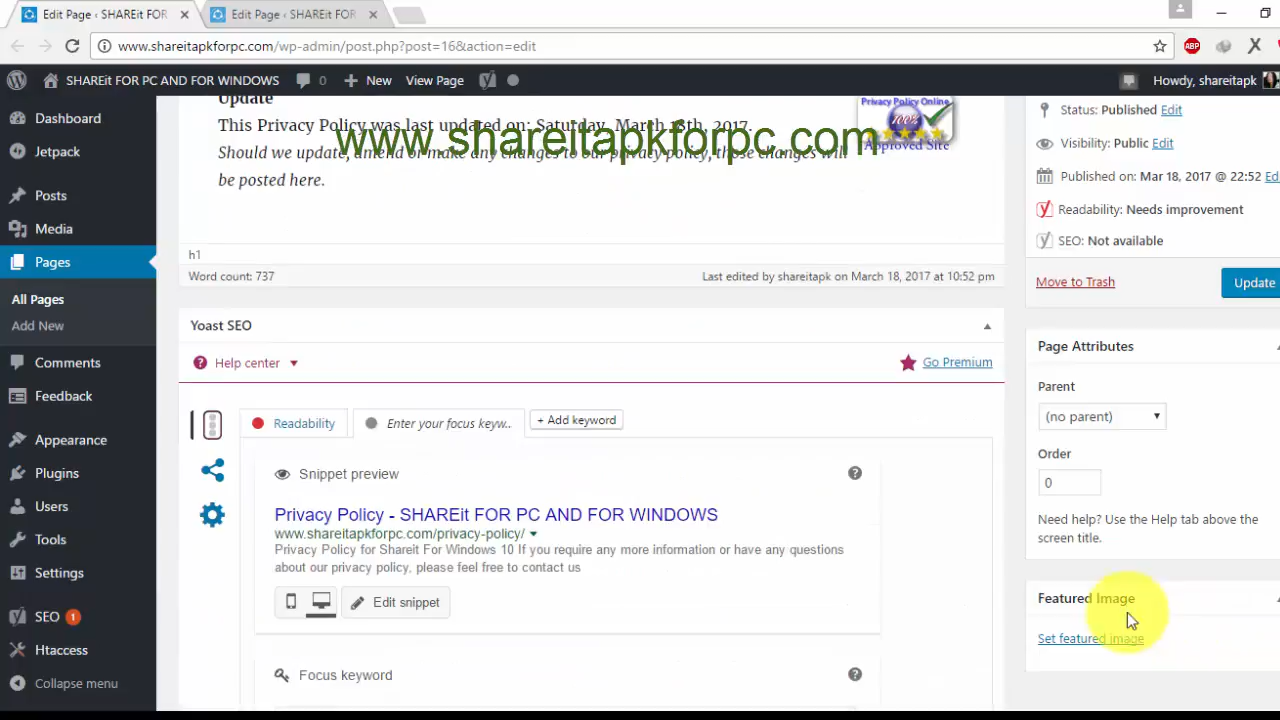 Edit Page ‹ SHAREit FOR
Edit Page ‹ SHAREit FOR
www.shareitapkforpc.com/wp-admin/post.php?post=16&action=edit
ABP
SHAREit FOR PC AND FOR WINDOWS
0
New
View Page
Howdy, shareitapk
Dashboard
Jetpack
Posts
Media
Pages
All Pages
Add New
Comments
Feedback
Appearance
Plugins
Users
Tools
Settings
SEO 1
Htaccess
Collapse menu
Update
This Privacy Policy was last updated on: Saturday, March 18th, 2017.
Should we update, amend or make any changes to our privacy policy, those changes will
be posted here.
www.shareitapkforpc.com
Privacy Policy Online
100%
Approved Site
h1
Word count: 737
Last edited by shareitapk on March 18, 2017 at 10:52 pm
Yoast SEO
Help center
Go Premium
Readability
Enter your focus keyw..
+ Add keyword
Snippet preview
Privacy Policy - SHAREit FOR PC AND FOR WINDOWS
www.shareitapkforpc.com/privacy-policy/
Privacy Policy for Shareit For Windows 10 If you require any more information or have any questions
about our privacy policy, please feel free to contact us
Edit snippet
Focus keyword
Status: Published Edit
Visibility: Public Edit
Published on: Mar 18, 2017 @ 22:52 Ed
Readability: Needs improvement
SEO: Not available
Move to Trash
Update
Page Attributes
Parent
(no parent)
Order
0
Need help? Use the Help tab above the
screen title.
Featured Image
Set featured image